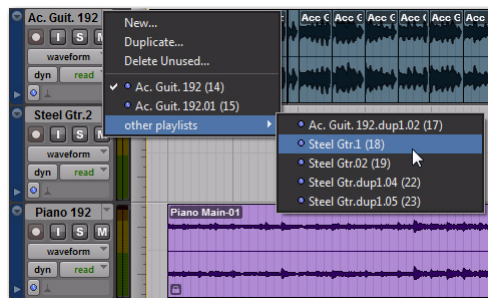 Ac. Guit. 192
I S M
waveform
dyn read
New...
Duplicate...
Delete Unused...
✓ Ac. Guit. 192 (14)
Ac. Guit. 192.01 (15)
other playlists
Ac. Guit. 192.dup1.02 (17)
Steel Gtr.1 (18)
Steel Gtr.02 (19)
Steel Gtr.dup1.04 (22)
Steel Gtr.dup1.05 (23)
Acc G Acc G Acc G Acc G Acc G Acc G
Steel Gtr.2
I S M
waveform
dyn read
Piano 192
I S M
waveform
dyn read
Piano Main-01